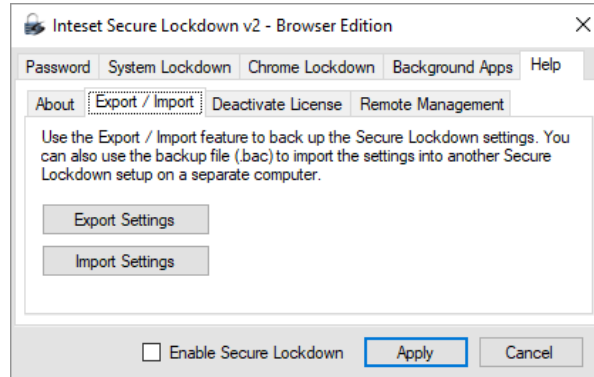 Inteset Secure Lockdown v2 - Browser Edition
Password System Lockdown Chrome Lockdown Background Apps Help
About Export / Import Deactivate License Remote Management
Use the Export / Import feature to back up the Secure Lockdown settings. You
can also use the backup file (.bac) to import the settings into another Secure
Lockdown setup on a separate computer.
Export Settings
Import Settings
Enable Secure Lockdown Apply Cancel